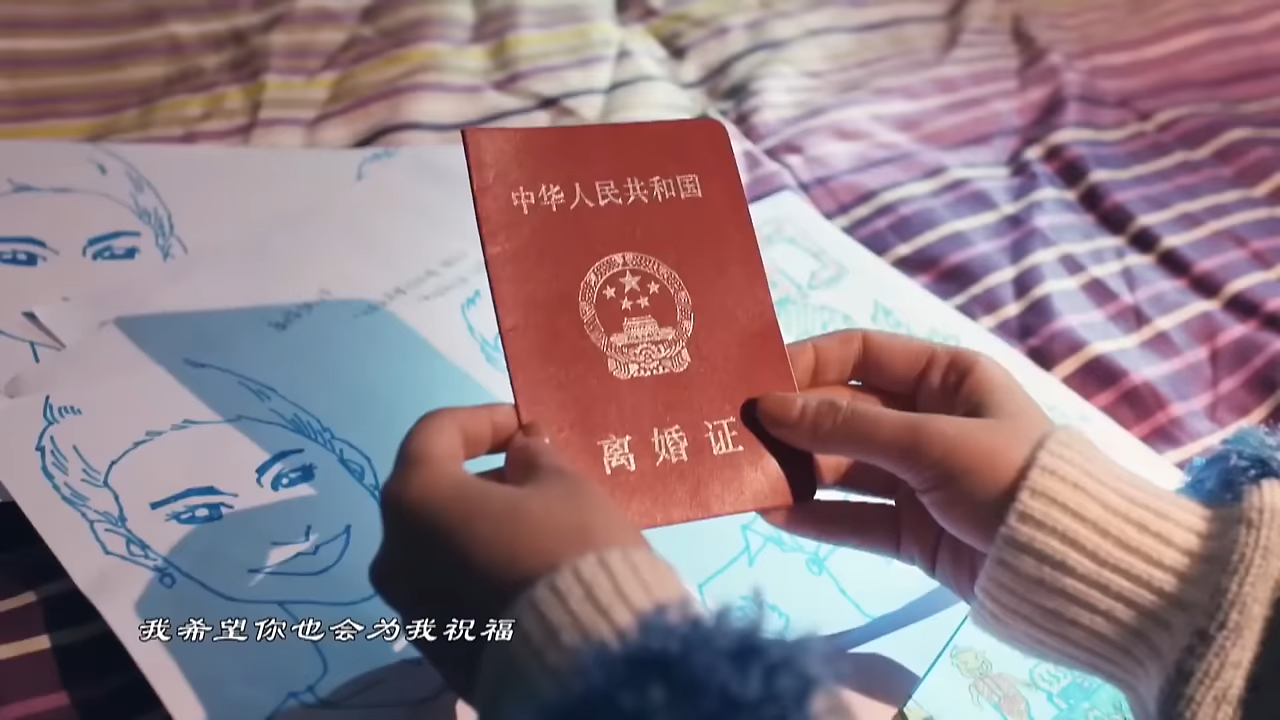 中华人民共和国
离婚证
我希望你也会为我祝福